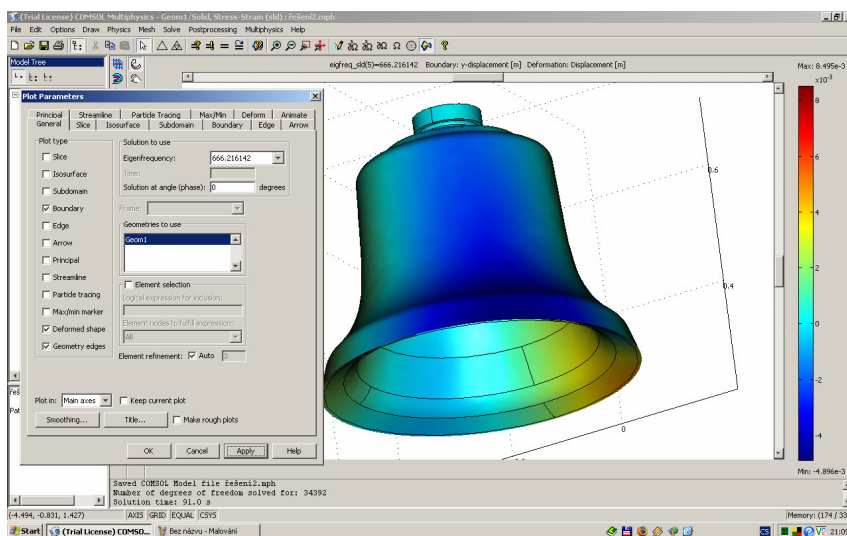 (Trial License) COMSOL Multiphysics - Geom1/Solid, Stress-Strain (sld) : řešení2.mph
File Edit Options Draw Physics Mesh Solve Postprocessing Multiphysics Help
Model Tree
eigfreq_sld(5)=666.216142 Boundary: y-displacement [m] Deformation: Displacement [m]
Max: 8.495e-3
×10⁻³
8
6
4
2
0
-2
-4
Min: -4.896e-3
0.6
0.4
0
Plot Parameters
Principal Streamline Particle Tracing Max/Min Deform Animate
General Slice Isosurface Subdomain Boundary Edge Arrow
Plot type
Slice
Isosurface
Subdomain
Boundary
Edge
Arrow
Principal
Streamline
Particle tracing
Max/min marker
Deformed shape
Geometry edges
Solution to use
Eigenfrequency: 666.216142
Time:
Solution at angle (phase): 0 degrees
Frame:
Geometries to use
Geom1
Element selection
Logical expression for inclusion:
Element nodes to fulfill expression:
All
Element refinement: Auto 3
Plot in: Main axes Keep current plot
Smoothing... Title... Make rough plots
OK Cancel Apply Help
Saved COMSOL Model file řešení2.mph
Number of degrees of freedom solved for: 34392
Solution time: 91.0 s
(-4.494, -0.831, 1.427) AXIS GRID EQUAL CSYS Memory: (174 / 33
Start (Trial License) COMSO... Bez názvu - Malování CS 21:09